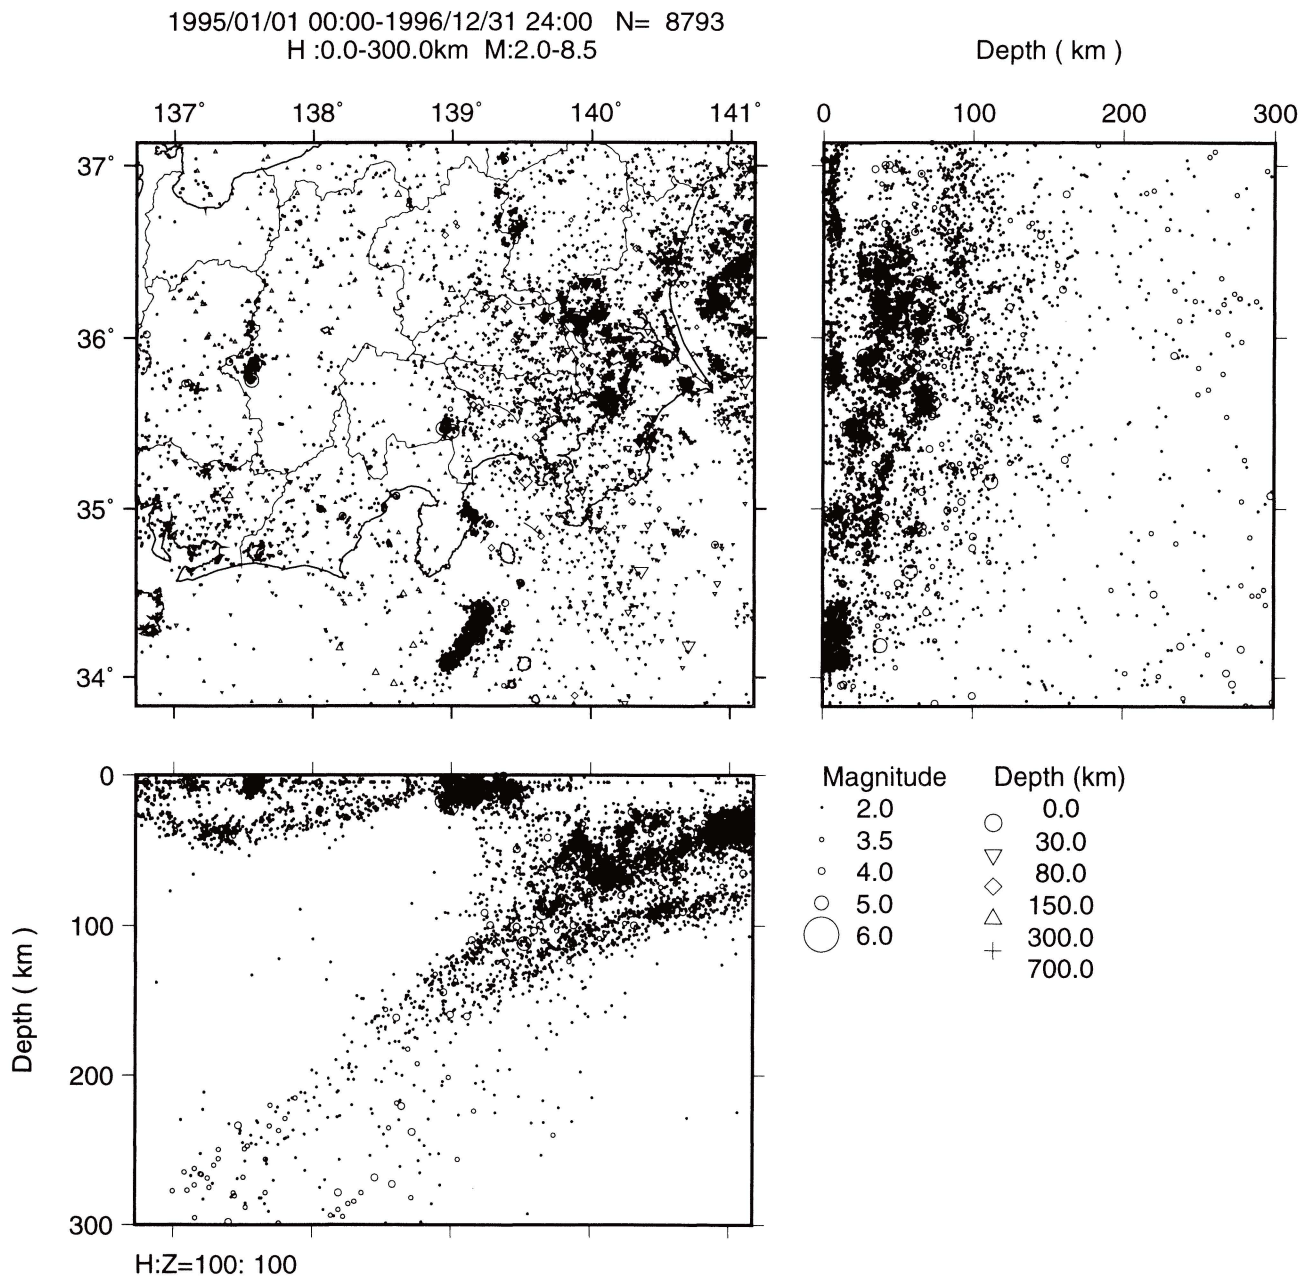 1995/01/01 00:00-1996/12/31 24:00 N= 8793
H :0.0-300.0km M:2.0-8.5
Depth ( km )
137° 138° 139° 140° 141°
0 100 200 300
37°
36°
35°
34°
0
100
200
300
Depth ( km )
H:Z=100: 100
Magnitude
2.0
3.5
4.0
5.0
6.0
Depth (km)
0.0
30.0
80.0
150.0
300.0
700.0